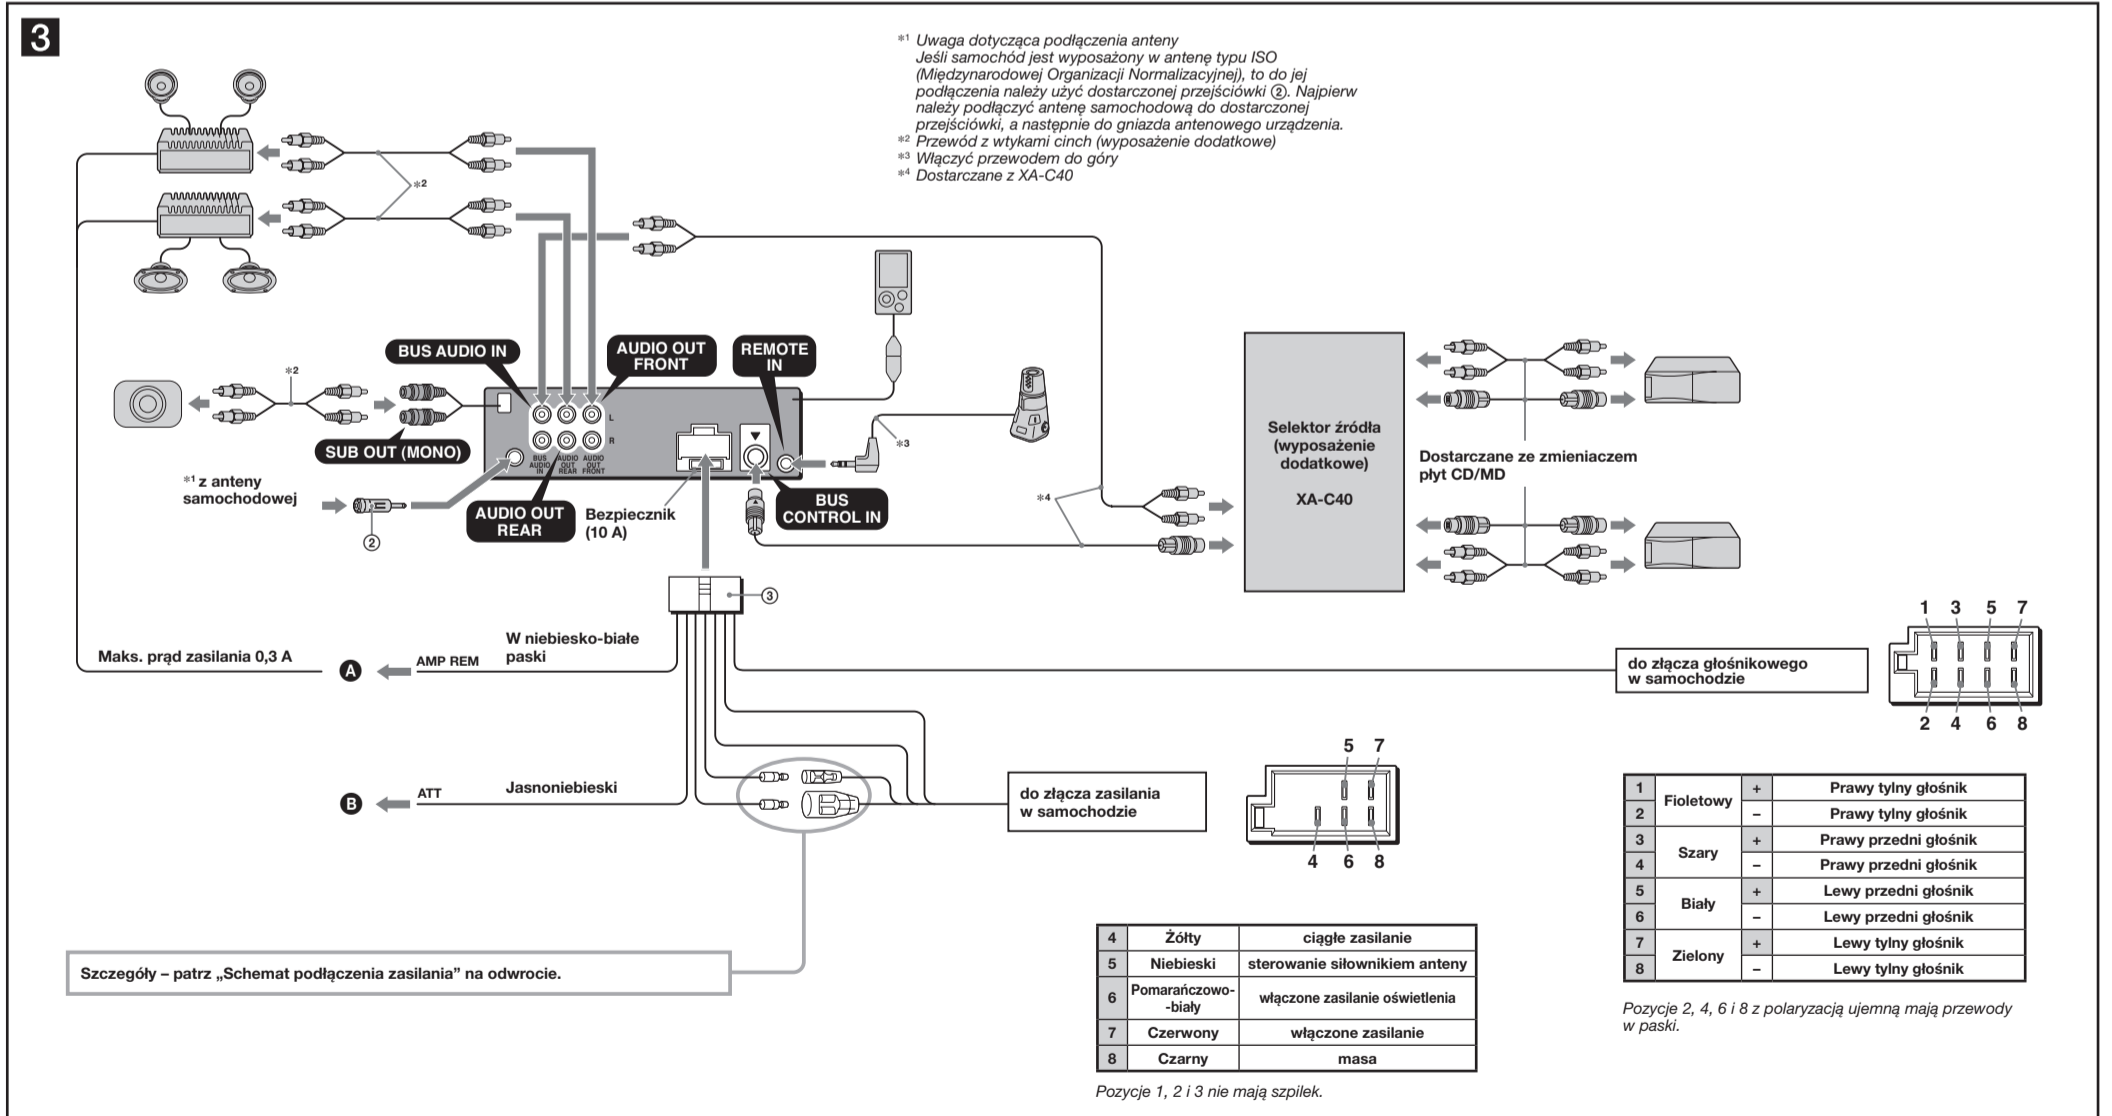 3
*1 Uwaga dotycząca podłączenia anteny
Jeśli samochód jest wyposażony w antenę typu ISO
(Międzynarodowej Organizacji Normalizacyjnej), to do jej
podłączenia należy użyć dostarczonej przejściówki ②. Najpierw
należy podłączyć antenę samochodową do dostarczonej
przejściówki, a następnie do gniazda antenowego urządzenia.
*2 Przewód z wtykami cinch (wyposażenie dodatkowe)
*3 Włączyć przewodem do góry
*4 Dostarczane z XA-C40
*2
*2
BUS AUDIO IN
AUDIO OUT
FRONT
REMOTE
IN
SUB OUT (MONO)
L
R
BUS
AUDIO
IN
AUDIO
OUT
REAR
AUDIO
OUT
FRONT
*3
*1 z anteny
samochodowej
②
AUDIO OUT
REAR
Bezpiecznik
(10 A)
BUS
CONTROL IN
*4
Selektor źródła
(wyposażenie
dodatkowe)
XA-C40
Dostarczane ze zmieniaczem
płyt CD/MD
③
Maks. prąd zasilania 0,3 A
A
AMP REM
W niebiesko-białe
paski
do złącza głośnikowego
w samochodzie
1 3 5 7
2 4 6 8
B
ATT
Jasnoniebieski
do złącza zasilania
w samochodzie
5 7
4 6 8
Szczegóły – patrz „Schemat podłączenia zasilania” na odwrocie.
4 Żółty ciągłe zasilanie
5 Niebieski sterowanie siłownikiem anteny
6 Pomarańczowo-
-biały włączone zasilanie oświetlenia
7 Czerwony włączone zasilanie
8 Czarny masa
Pozycje 1, 2 i 3 nie mają szpilek.
1 Fioletowy + Prawy tylny głośnik
2 – Prawy tylny głośnik
3 Szary + Prawy przedni głośnik
4 – Prawy przedni głośnik
5 Biały + Lewy przedni głośnik
6 – Lewy przedni głośnik
7 Zielony + Lewy tylny głośnik
8 – Lewy tylny głośnik
Pozycje 2, 4, 6 i 8 z polaryzacją ujemną mają przewody
w paski.